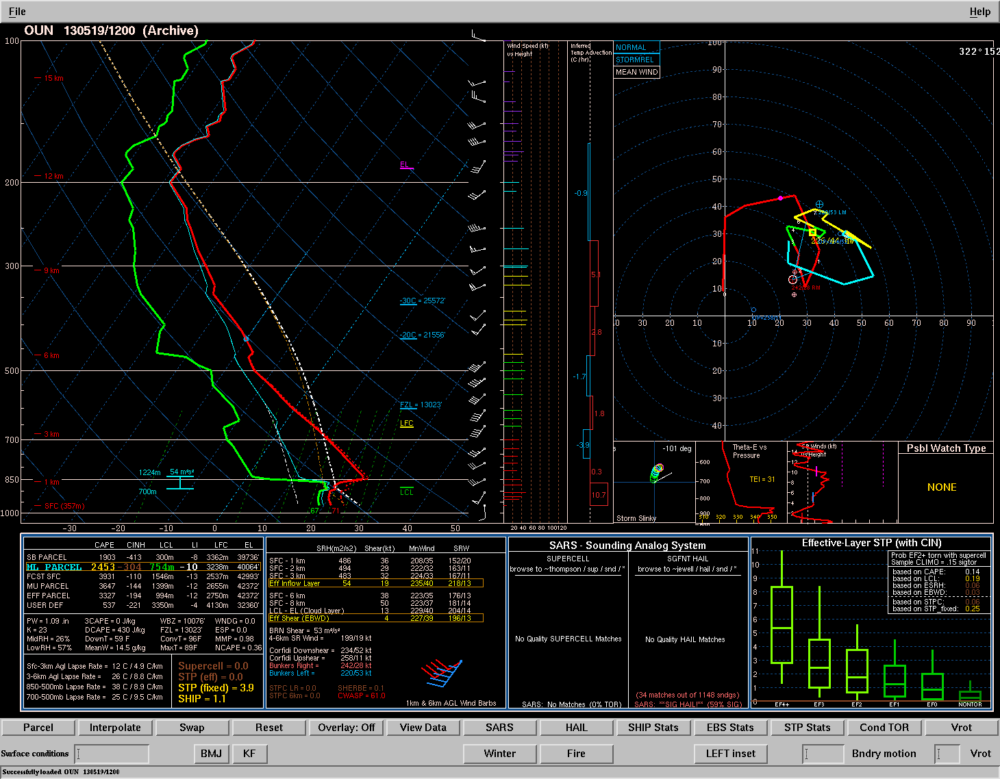 File Help
OUN 130519/1200 (Archive)
100
200
300
400
500
700
850
1000
15 km
12 km
9 km
6 km
3 km
1 km
SFC (357m)
EL
-30C = 25572'
-20C = 21556'
FZL = 13023'
LFC
LCL
1224m 54 m²s²
700m
67 71
-30 -20 -10 0 10 20 30 40 50
Wind Speed (kt)
vs Height
20 40 60 80 100120
Inferred
Temp Advection
(C/hr)
-0.9
5.1
2.8
-1.7
1.8
-3.9
0.3
10.7
NORMAL
STORMREL
MEAN WIND
322°152
100
90
80
70
60
50
40
30
20
10
30 20 10 10 20 30 40 50 60 70 80 90
10
20
30
40
220/53 LM
225/44 MW
242/28 RM
-101 deg
Storm Slinky
Theta-E vs
Pressure
600
700
800
900
TEI = 31
320 330 340 350
SR Winds (kt)
vs Height
14
12
10
8
6
4
2
Psbl Watch Type
NONE
CAPE CINH LCL LI LFC EL
SB PARCEL 1903 -413 300m -8 3362m 39736'
ML PARCEL 2453 -304 754m -10 3238m 40064'
FCST SFC 3931 -110 1546m -13 2537m 42993'
MU PARCEL 3647 -144 1399m -12 2655m 42372'
EFF PARCEL 3327 -194 994m -12 2750m 42372'
USER DEF 537 -221 3350m -4 4130m 32360'
PW = 1.09 .in 3CAPE = 0 J/kg WBZ = 10076' WNDG = 0.0
K = 23 DCAPE = 430 J/kg FZL = 13023' ESP = 0.0
MidRH = 26% DownT = 59 F ConvT = 96F MMP = 0.98
LowRH = 57% MeanW = 14.5 g/kg MaxT = 89F NCAPE = 0.36
Sfc-3km Agl Lapse Rate = 12 C / 4.9 C/km
3-6km Agl Lapse Rate = 26 C / 8.8 C/km
850-500mb Lapse Rate = 38 C / 8.9 C/km
700-500mb Lapse Rate = 25 C / 9.5 C/km
Supercell = 0.0
STP (eff) = 0.0
STP (fixed) = 3.9
SHIP = 1.1
SRH(m2/s2) Shear(kt) MnWind SRW
SFC - 1 km 486 36 208/35 152/20
SFC - 2 km 494 29 222/32 163/11
SFC - 3 km 483 32 224/33 167/11
Eff Inflow Layer 54 19 235/40 218/13
SFC - 6 km 38 223/35 176/13
SFC - 8 km 50 223/37 181/14
LCL - EL (Cloud Layer) 13 229/40 204/14
Eff Shear (EBWD) 4 227/39 196/13
BRN Shear = 53 m²/s²
4-6km SR Wind = 199/19 kt
Corfidi Downshear = 234/52 kt
Corfidi Upshear = 258/11 kt
Bunkers Right = 242/28 kt
Bunkers Left = 220/53 kt
STPC LR = 0.0 SHERBE = 0.1
STPC 6km = 0.0 CWASP = 61.0
1km & 6km AGL Wind Barbs
SARS - Sounding Analog System
SUPERCELL
browse to ~thompson / sup / snd / *
No Quality SUPERCELL Matches
SARS: No Matches (0% TOR)
SGFNT HAIL
browse to ~jewell / hail / snd / *
No Quality HAIL Matches
(34 matches out of 1148 sndgs)
SARS: **SIG HAIL!** (59% SIG)
Effective-Layer STP (with CIN)
11
10
9
8
7
6
5
4
3
2
1
0
EF4+ EF3 EF2 EF1 EF0 NONTOR
Prob EF2+ torn with supercell
Sample CLIMO = .15 sigtor
based on CAPE: 0.14
based on LCL: 0.19
based on ESRH: 0.06
based on EBWD: 0.03
based on STPC: 0.06
based on STP_fixed: 0.25
Parcel Interpolate Swap Reset Overlay: Off View Data SARS HAIL SHIP Stats EBS Stats STP Stats Cond TOR Vrot
Surface conditions BMJ KF Winter Fire LEFT inset Bndry motion Vrot
Successfully loaded OUN 130519/1200